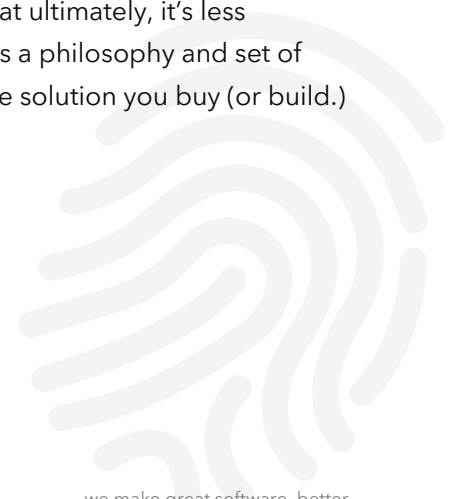 at ultimately, it's less
s a philosophy and set of
e solution you buy (or build.)
we make great software, better